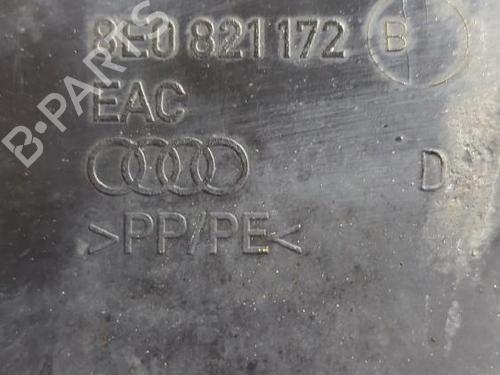 8E0 821 172 B
EAC
D
>PP/PE<
B-PARTS